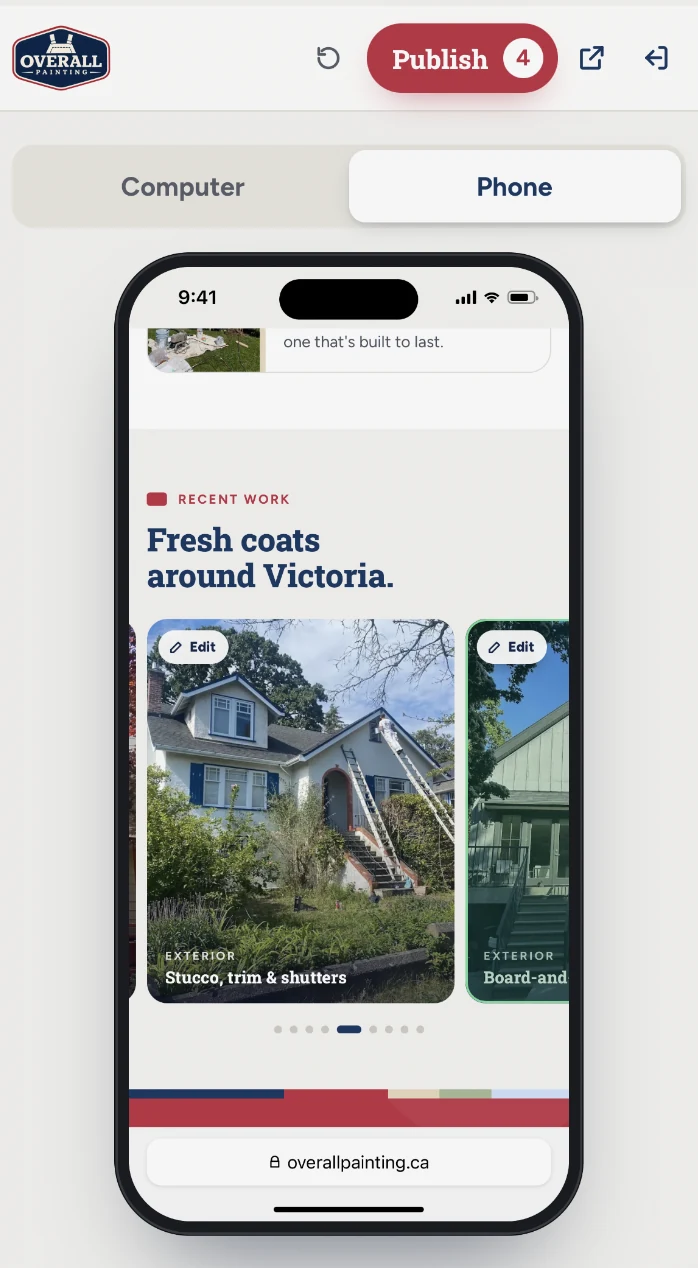 OVERALL
PAINTING
Publish 4
Computer
Phone
9:41
one that's built to last.
RECENT WORK
Fresh coats
around Victoria.
Edit
EXTERIOR
Stucco, trim & shutters
Edit
EXTERIOR
Board-and
overallpainting.ca